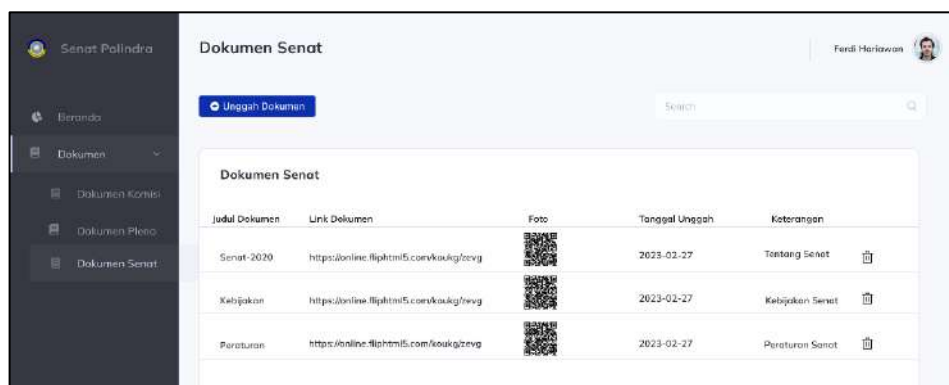 Senat Polindra
Beranda
Dokumen
Dokumen Komisi
Dokumen Pleno
Dokumen Senat
Dokumen Senat
Ferdi Hariawan
Unggah Dokumen
Search
Dokumen Senat
Judul Dokumen Link Dokumen Foto Tanggal Unggah Keterangan
Senat-2020 https://online.fliphtml5.com/koukg/zevg 2023-02-27 Tentang Senat
Kebijakan https://online.fliphtml5.com/koukg/zevg 2023-02-27 Kebijakan Senat
Peraturan https://online.fliphtml5.com/koukg/zevg 2023-02-27 Peraturan Senat